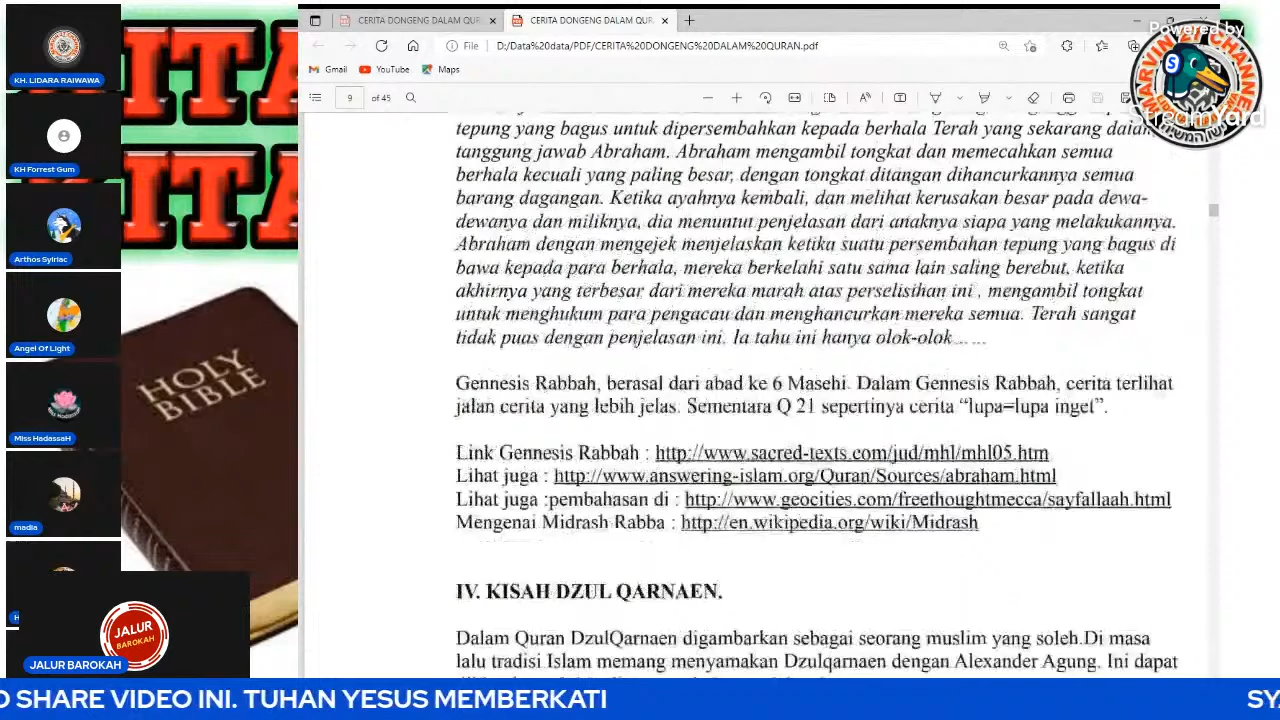 KH. LIDARA RAIWAWA
KH Forrest Gum
Arthos Syiriac
Angel Of Light
Miss HadassaH
madia
JALUR BAROKAH
JALUR BAROKAH
ITA
ITA
HOLY
BIBLE
CERITA DONGENG DALAM QUR
CERITA DONGENG DALAM QUR
File
D:/Data%20data/PDF/CERITA%20DONGENG%20DALAM%20QURAN.pdf
Gmail
YouTube
Maps
9 of 45
Powered by
StreamYard
MARVIN 27 CHANNEL
tepung yang bagus untuk dipersembahkan kepada berhala Terah yang sekarang dalam
tanggung jawab Abraham. Abraham mengambil tongkat dan memecahkan semua
berhala kecuali yang paling besar, dengan tongkat ditangan dihancurkannya semua
barang dagangan. Ketika ayahnya kembali, dan melihat kerusakan besar pada dewa-
dewanya dan miliknya, dia menuntut penjelasan dari anaknya siapa yang melakukannya.
Abraham dengan mengejek menjelaskan ketika suatu persembahan tepung yang bagus di
bawa kepada para berhala, mereka berkelahi satu sama lain saling berebut, ketika
akhirnya yang terbesar dari mereka marah atas perselisihan ini , mengambil tongkat
untuk menghukum para pengacau dan menghancurkan mereka semua. Terah sangat
tidak puas dengan penjelasan ini. Ia tahu ini hanya olok-olok... ...
Gennesis Rabbah, berasal dari abad ke 6 Masehi. Dalam Gennesis Rabbah, cerita terlihat
jalan cerita yang lebih jelas. Sementara Q 21 sepertinya cerita “lupa=lupa inget”.
Link Gennesis Rabbah : http://www.sacred-texts.com/jud/mhl/mhl05.htm
Lihat juga : http://www.answering-islam.org/Quran/Sources/abraham.html
Lihat juga :pembahasan di : http://www.geocities.com/freethoughtmecca/sayfallaah.html
Mengenai Midrash Rabba : http://en.wikipedia.org/wiki/Midrash
IV. KISAH DZUL QARNAEN.
Dalam Quran DzulQarnaen digambarkan sebagai seorang muslim yang soleh.Di masa
lalu tradisi Islam memang menyamakan Dzulqarnaen dengan Alexander Agung. Ini dapat
O SHARE VIDEO INI. TUHAN YESUS MEMBERKATI
SY